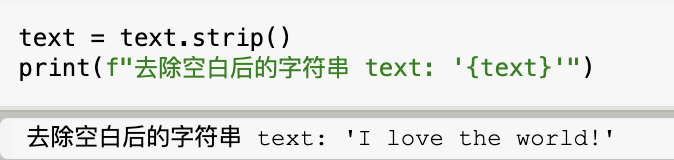 text = text.strip()
print(f"去除空白后的字符串 text: '{text}'")
去除空白后的字符串 text: 'I love the world!'